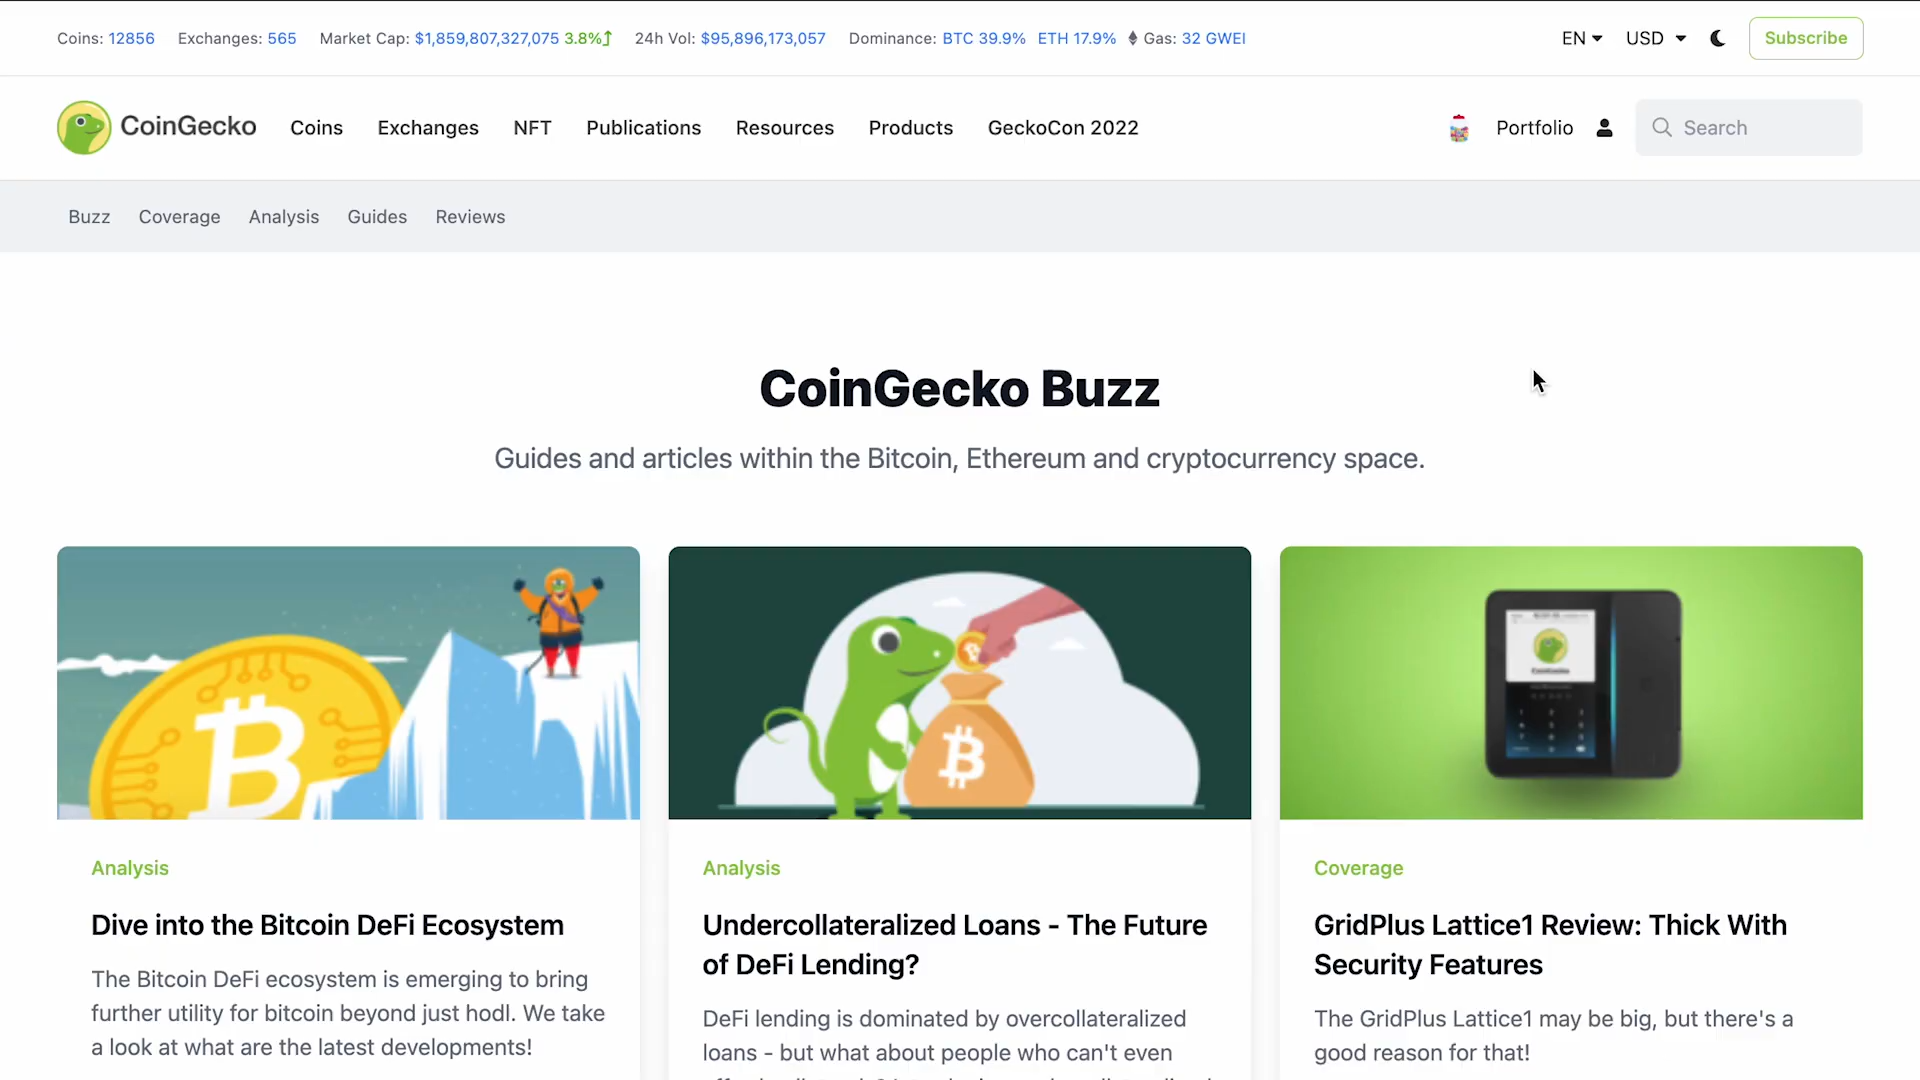 Coins: 12856 Exchanges: 565 Market Cap: $1,859,807,327,075 3.8% 24h Vol: $95,896,173,057 Dominance: BTC 39.9% ETH 17.9% Gas: 32 GWEI EN USD Subscribe
CoinGecko Coins Exchanges NFT Publications Resources Products GeckoCon 2022 Portfolio Search
Buzz Coverage Analysis Guides Reviews
CoinGecko Buzz
Guides and articles within the Bitcoin, Ethereum and cryptocurrency space.
Analysis
Dive into the Bitcoin DeFi Ecosystem
The Bitcoin DeFi ecosystem is emerging to bring
further utility for bitcoin beyond just hodl. We take
a look at what are the latest developments!
Analysis
Undercollateralized Loans - The Future
of DeFi Lending?
DeFi lending is dominated by overcollateralized
loans - but what about people who can't even
Coverage
GridPlus Lattice1 Review: Thick With
Security Features
The GridPlus Lattice1 may be big, but there's a
good reason for that!